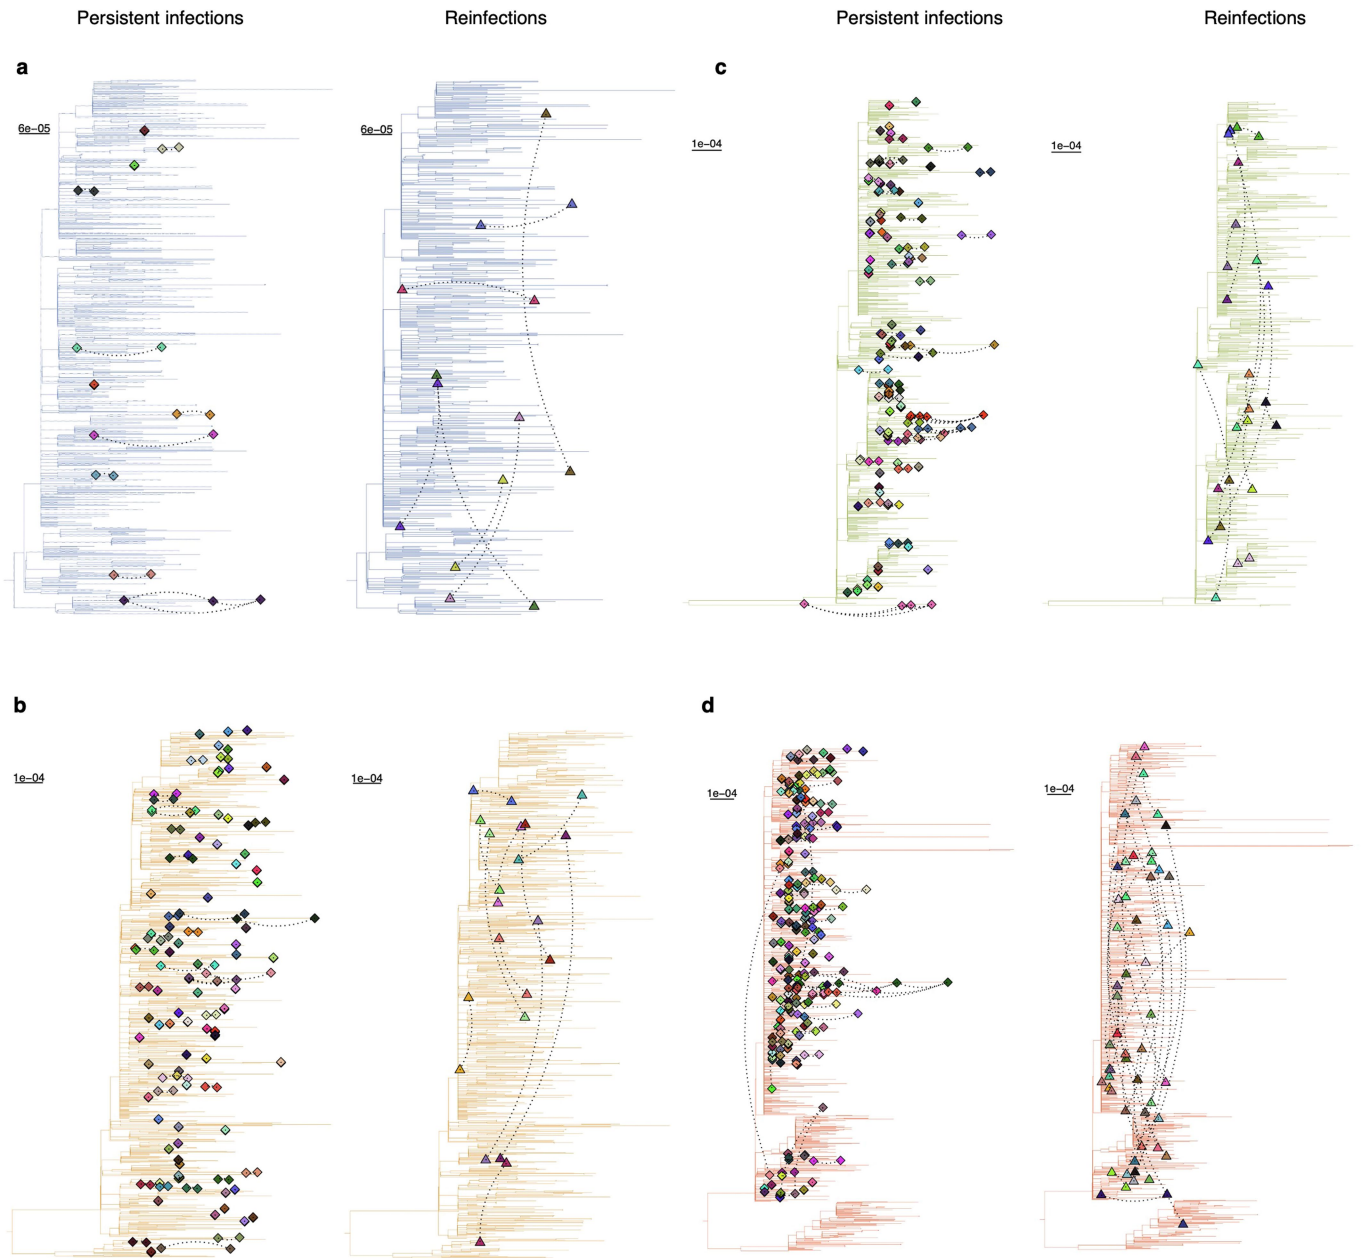 Persistent infections Reinfections Persistent infections Reinfections
a c
6e−05 6e−05 1e−04 1e−04
b d
1e−04 1e−04 1e−04 1e−04